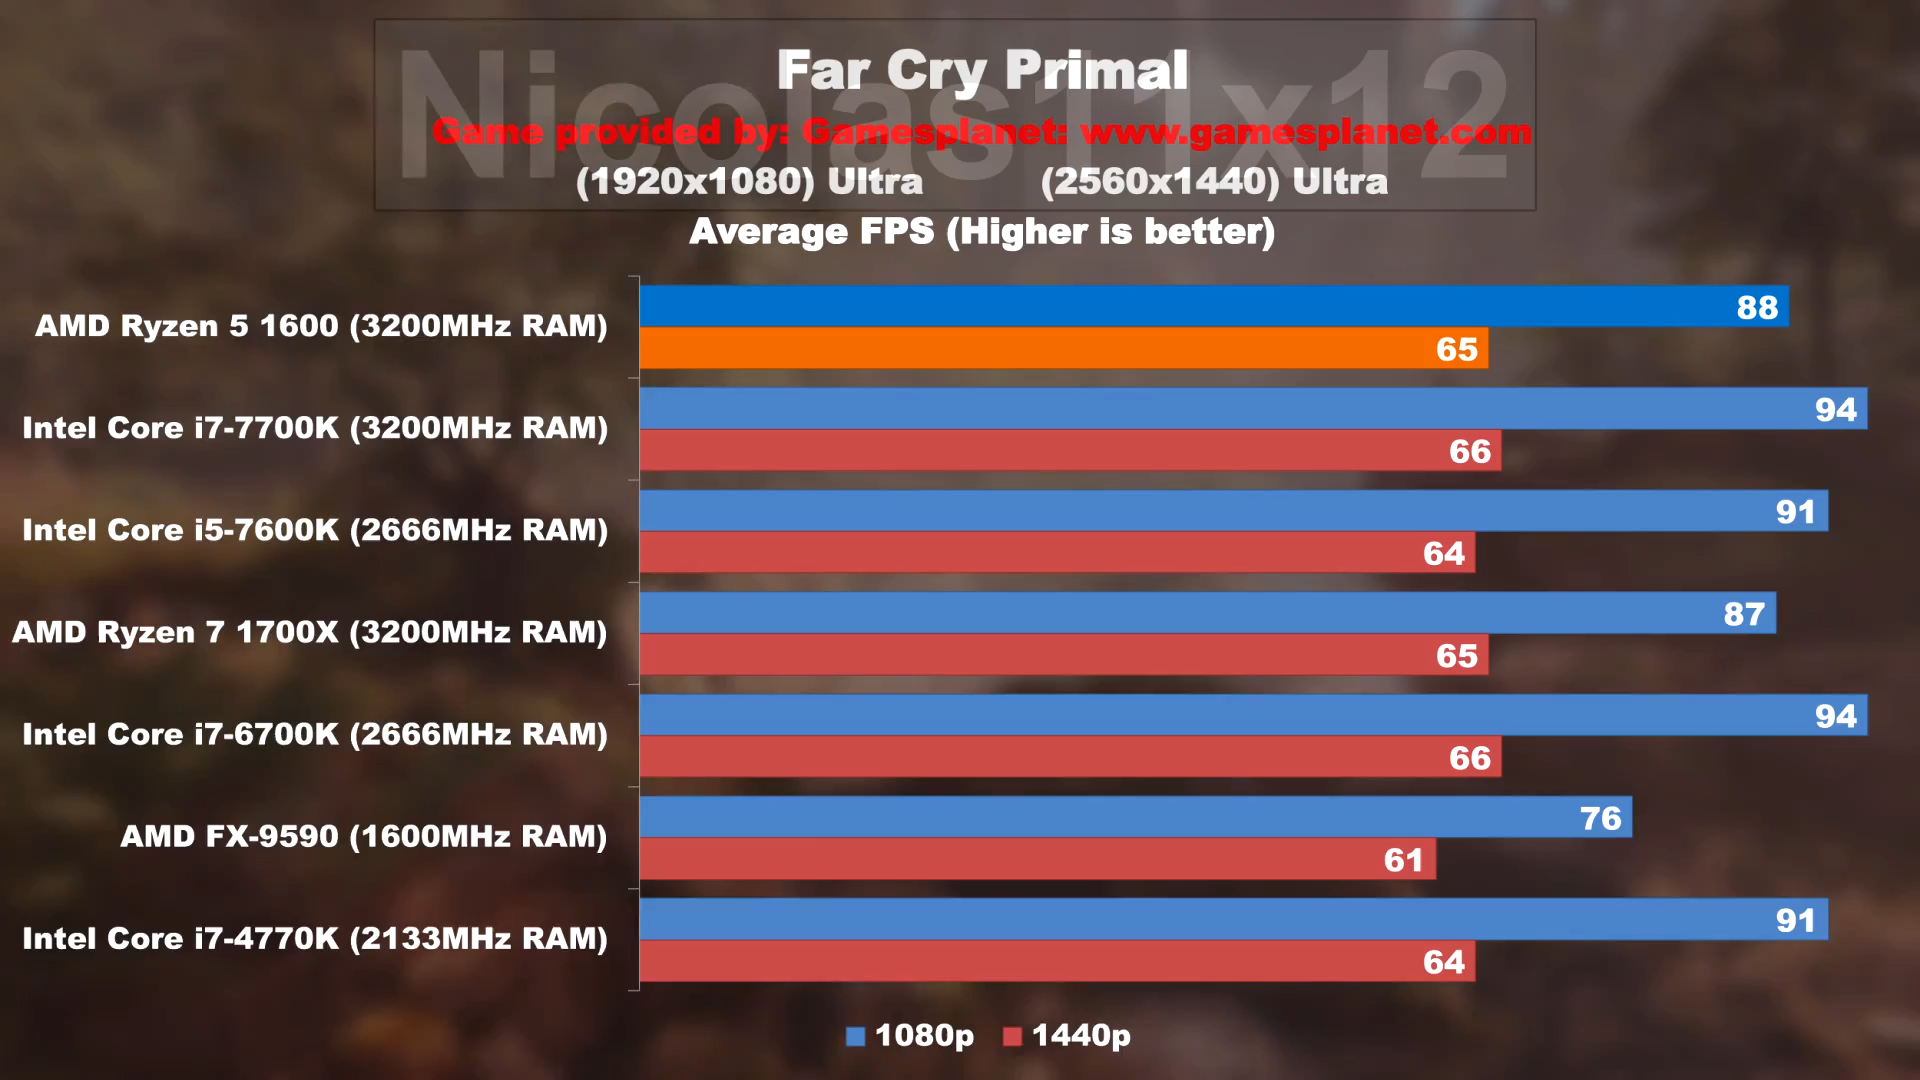 Nicolas11x12
Far Cry Primal
Game provided by: Gamesplanet: www.gamesplanet.com
(1920x1080) Ultra (2560x1440) Ultra
Average FPS (Higher is better)
AMD Ryzen 5 1600 (3200MHz RAM)
88
65
Intel Core i7-7700K (3200MHz RAM)
94
66
Intel Core i5-7600K (2666MHz RAM)
91
64
AMD Ryzen 7 1700X (3200MHz RAM)
87
65
Intel Core i7-6700K (2666MHz RAM)
94
66
AMD FX-9590 (1600MHz RAM)
76
61
Intel Core i7-4770K (2133MHz RAM)
91
64
1080p 1440p